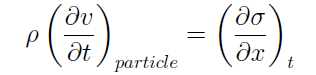 ρ (∂v/∂t)_particle = (∂σ/∂x)_t